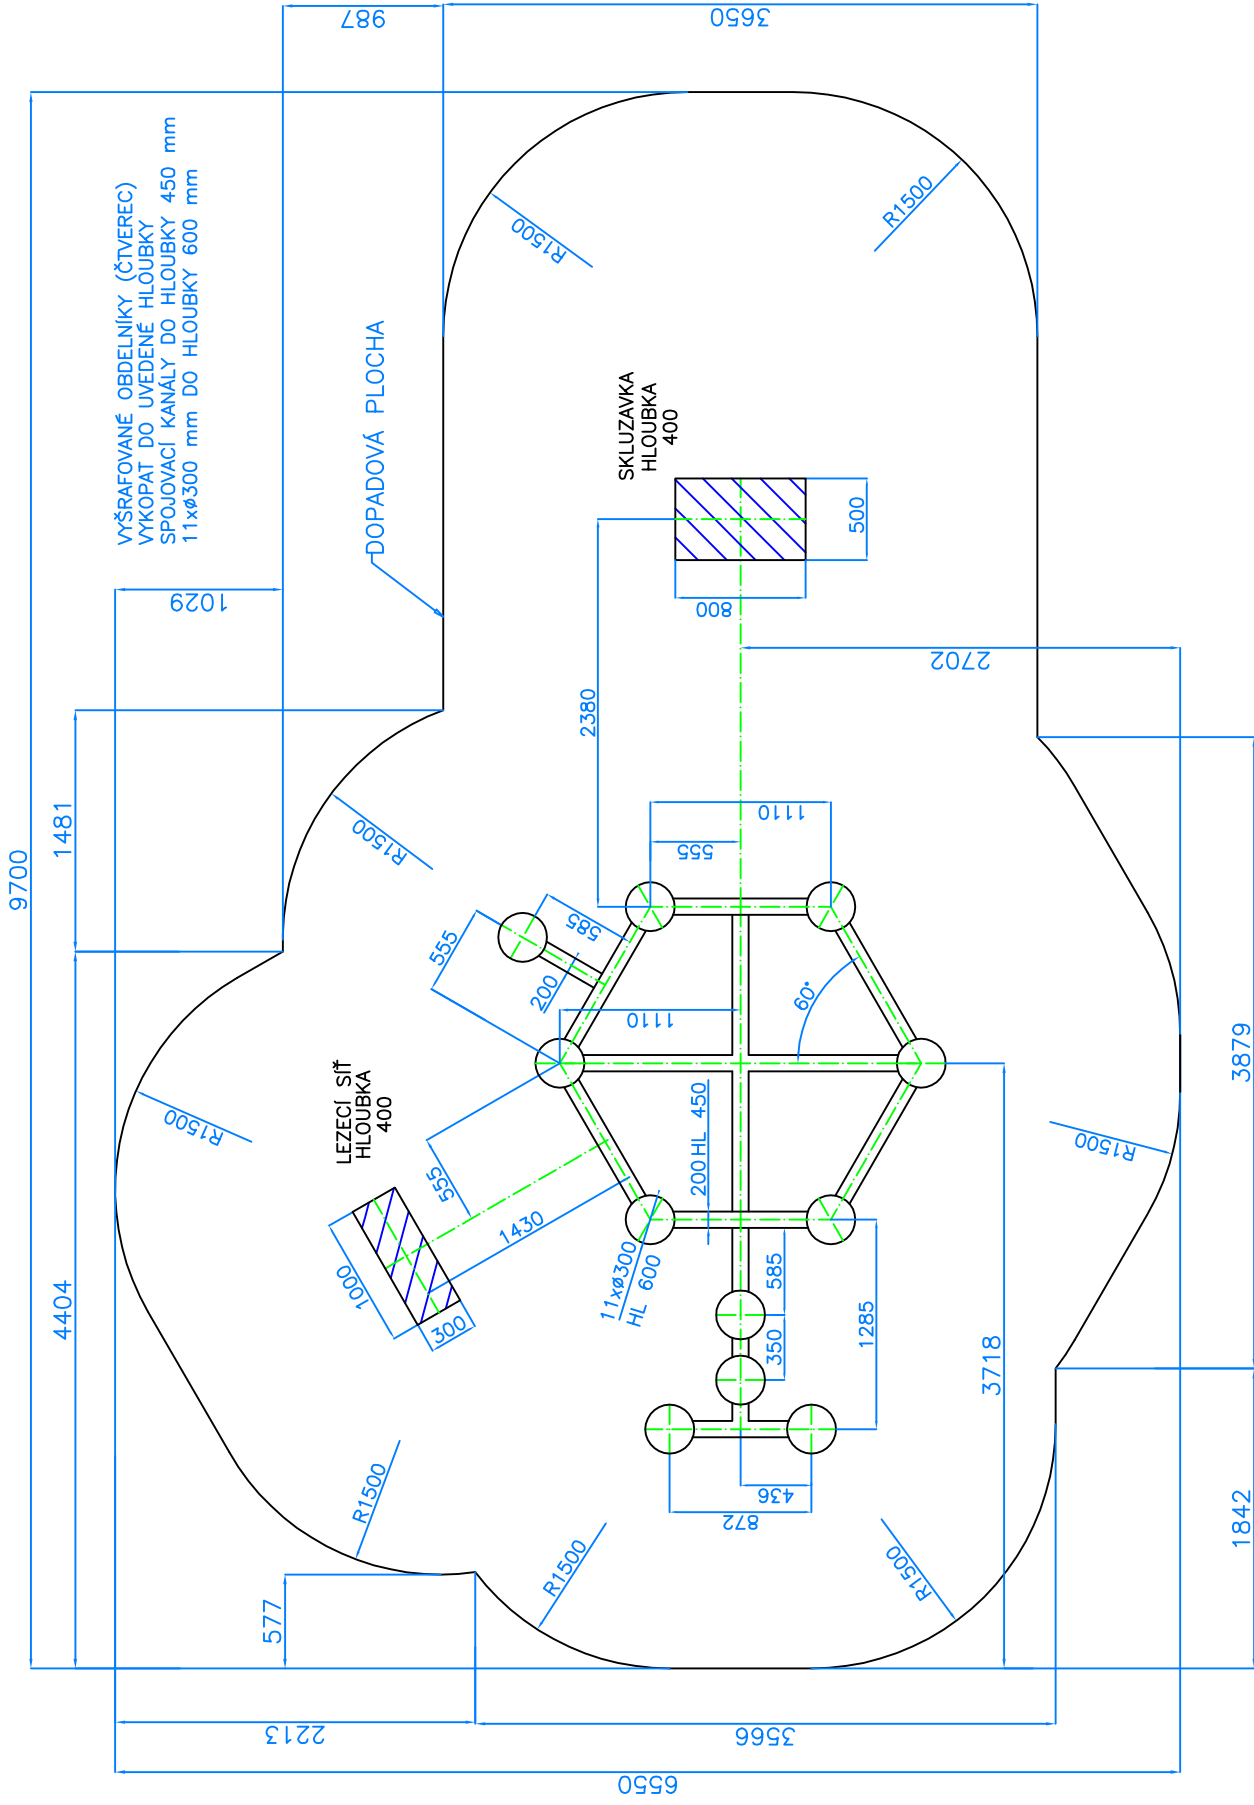 VYŠRAFOVANÉ OBDELNÍKY (ČTVEREC)
VYKOPAT DO UVEDENÉ HLOUBKY
SPOJOVACÍ KANÁLY DO HLOUBKY 450 mm
11xø300 mm DO HLOUBKY 600 mm
DOPADOVÁ PLOCHA
SKLUZAVKA
HLOUBKA
400
LEZECÍ SÍŤ
HLOUBKA
400
9700
4404
1481
577
987
3650
1029
2702
2213
3566
6550
1842
3879
3718
2380
800
500
1110
555
1110
60°
555
585
200
555
1430
1000
300
11xø300
HL 600
200 HL 450
585
350
1285
436
872
R1500
R1500
R1500
R1500
R1500
R1500
R1500
R1500